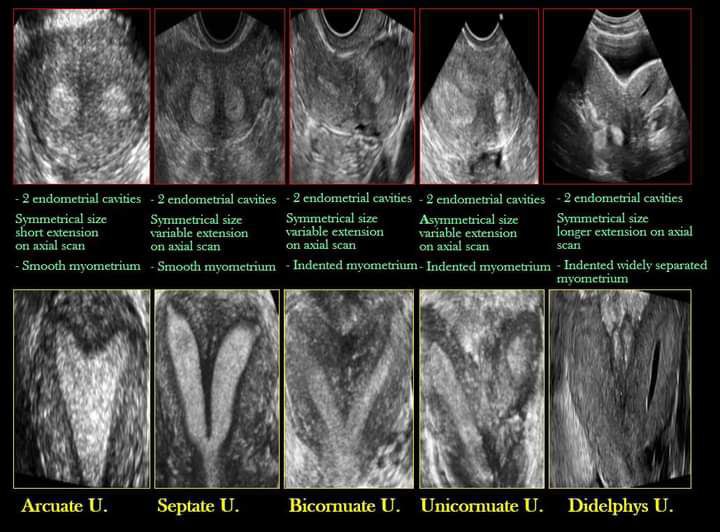 - 2 endometrial cavities
Symmetrical size
short extension
on axial scan
- Smooth myometrium
- 2 endometrial cavities
Symmetrical size
variable extension
on axial scan
- Smooth myometrium
- 2 endometrial cavities
Symmetrical size
variable extension
on axial scan
- Indented myometrium
- 2 endometrial cavities
Asymmetrical size
variable extension
on axial scan
- Indented myometrium
- 2 endometrial cavities
Symmetrical size
longer extension on axial
scan
- Indented widely separated
myometrium
Arcuate U.
Septate U.
Bicornuate U.
Unicornuate U.
Didelphys U.